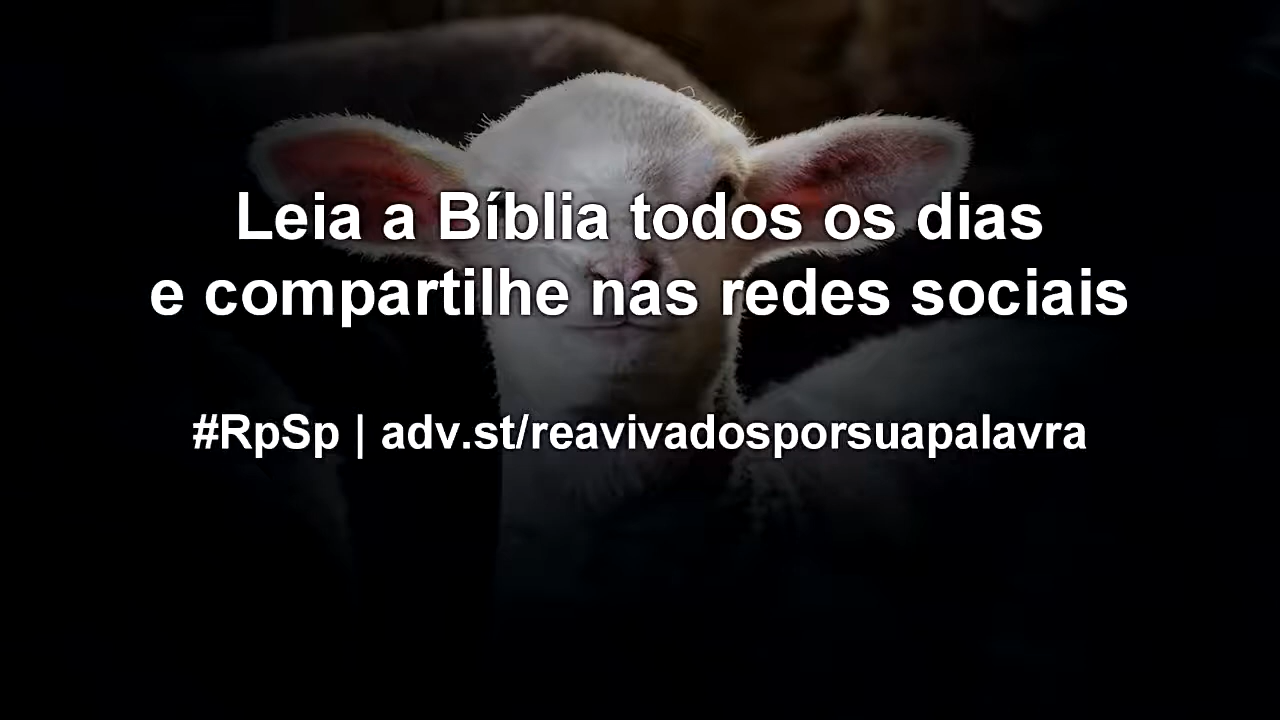 Leia a Bíblia todos os dias
e compartilhe nas redes sociais
#RpSp | adv.st/reavivadosporsuapalavra